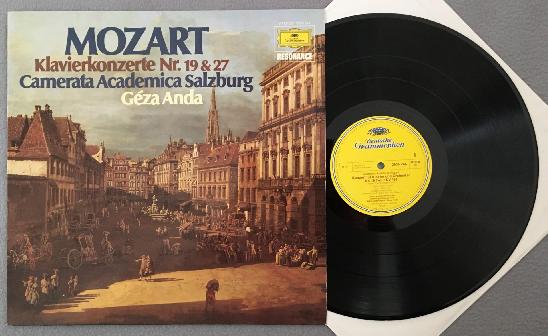 MOZART
Klavierkonzerte Nr. 19 & 27
Camerata Academica Salzburg
Géza Anda
RESONANCE
Deutsche
Grammophon